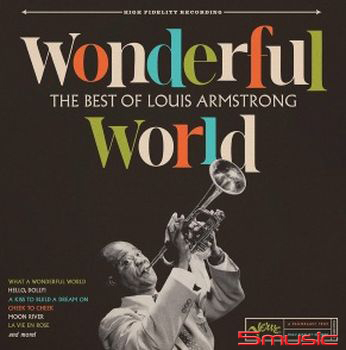 HIGH FIDELITY RECORDING
Wonderful
THE BEST OF LOUIS ARMSTRONG
World
WHAT A WONDERFUL WORLD
HELLO, DOLLY!
A KISS TO BUILD A DREAM ON
CHEEK TO CHEEK
MOON RIVER
LA VIE EN ROSE
and more!
Verve
5music